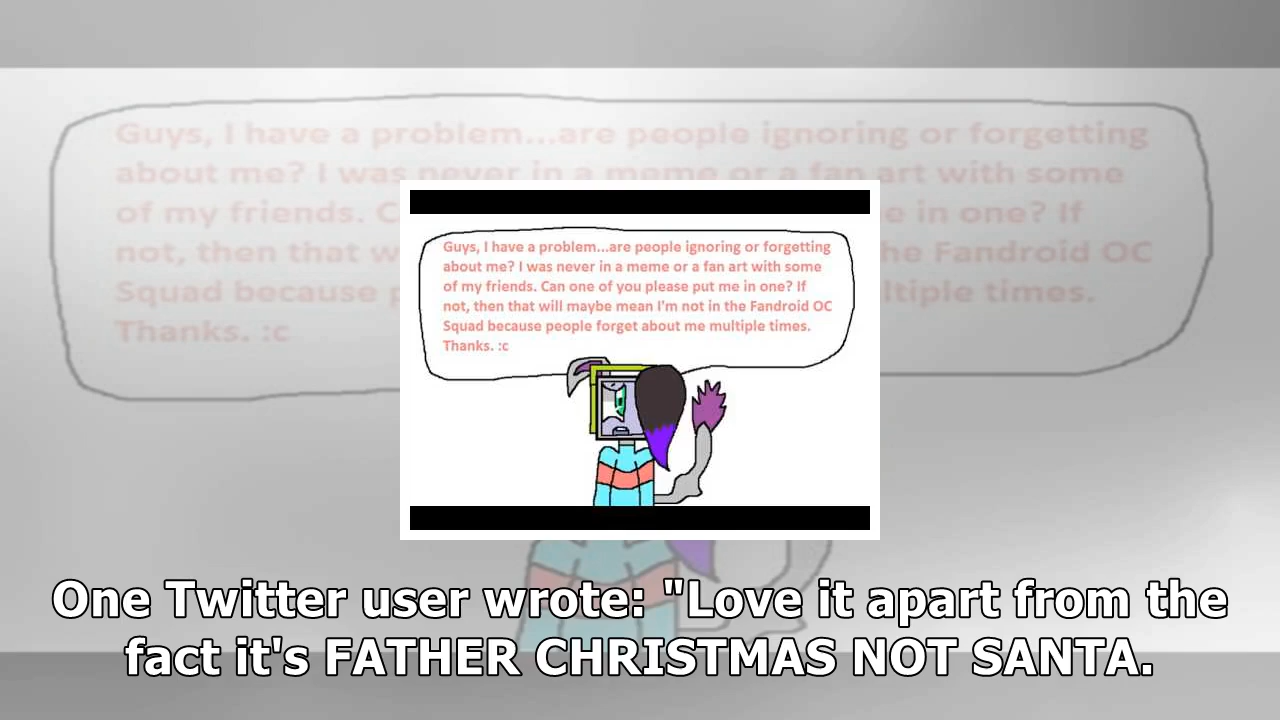 Guys, I have a problem...are people ignoring or forgetting
about me? I was never in a meme or a fan art with some
of my friends. Can one of you please put me in one? If
not, then that will maybe mean I'm not in the Fandroid OC
Squad because people forget about me multiple times.
Thanks. :c
One Twitter user wrote: "Love it apart from the
fact it's FATHER CHRISTMAS NOT SANTA.